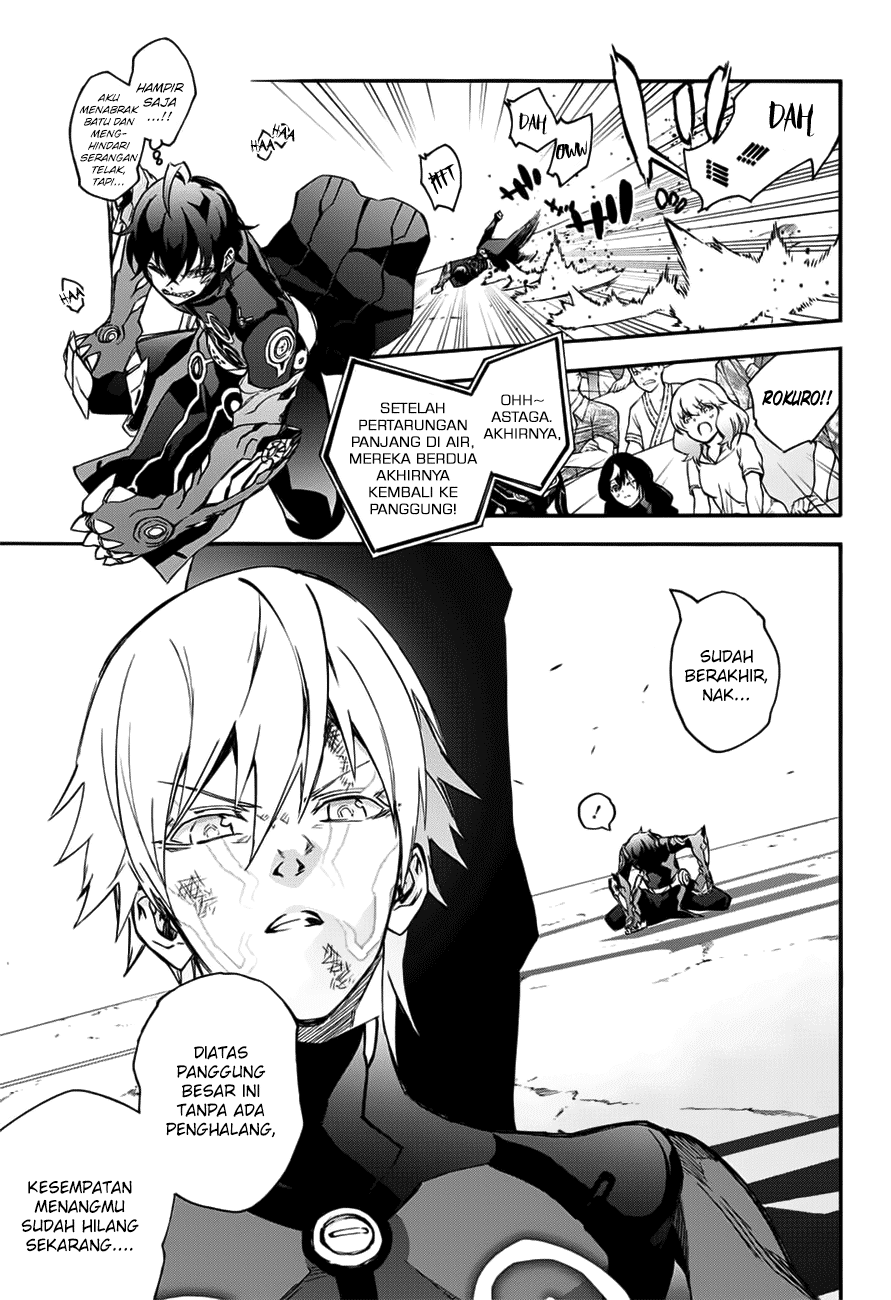 DAH
DAH
OWW
HAMPIR
SAJA
...!!
AKU
MENABRAK
BATU DAN
MENG-
HINDARI
SERANGAN
TELAK,
TAPI...
HAA
HAA
HAA
ROKURO!!
OHH~
ASTAGA.
AKHIRNYA,
SETELAH
PERTARUNGAN
PANJANG DI AIR,
MEREKA BERDUA
AKHIRNYA
KEMBALI KE
PANGGUNG!
SUDAH
BERAKHIR,
NAK...
!
DIATAS
PANGGUNG
BESAR INI
TANPA ADA
PENGHALANG,
KESEMPATAN
MENANGMU
SUDAH HILANG
SEKARANG....